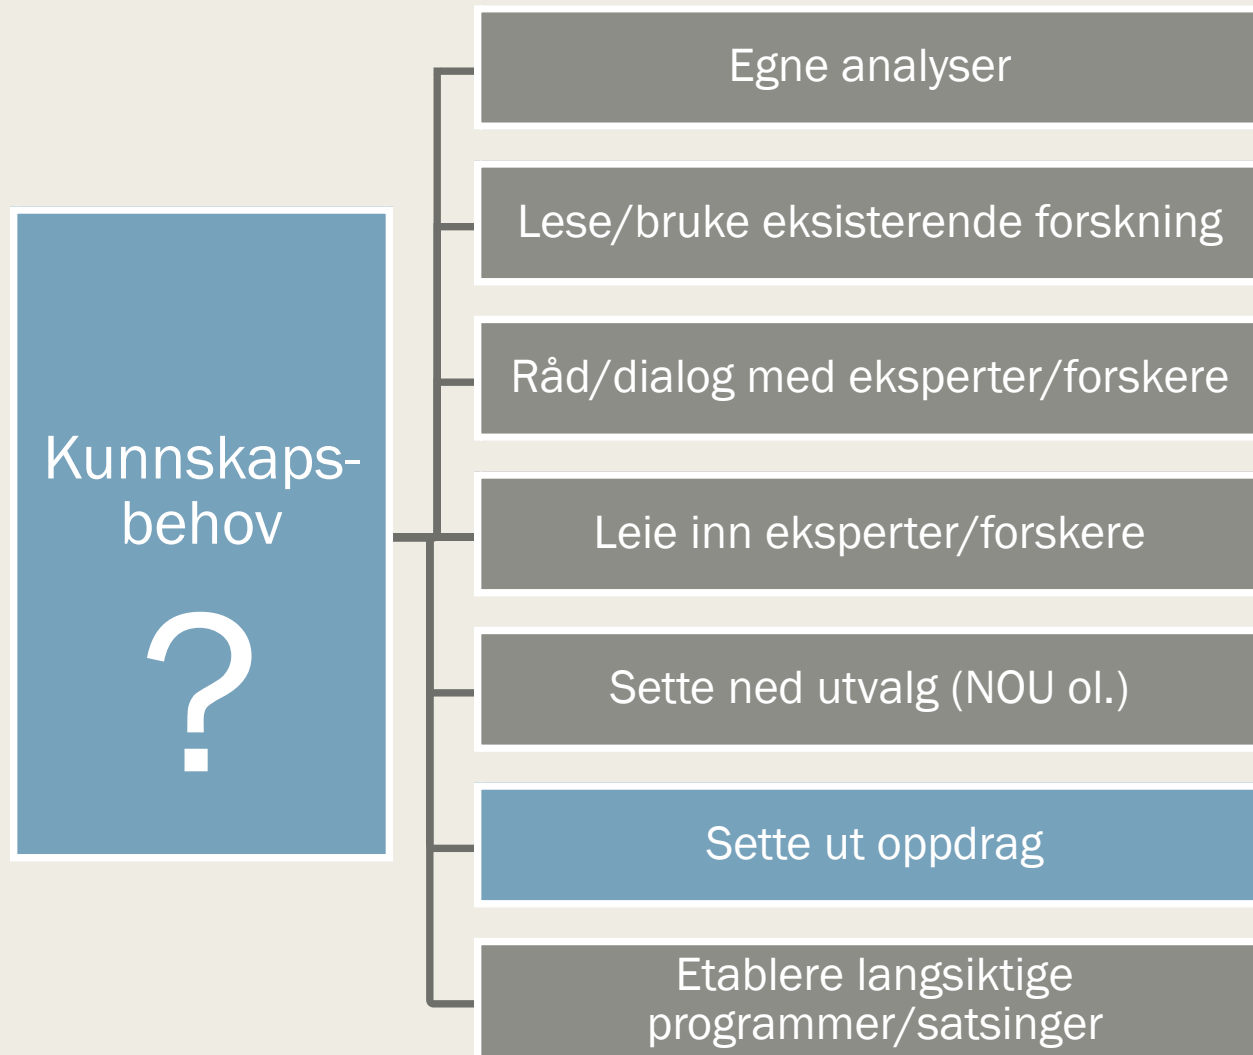 Kunnskaps-
behov
?
Egne analyser
Lese/bruke eksisterende forskning
Råd/dialog med eksperter/forskere
Leie inn eksperter/forskere
Sette ned utvalg (NOU ol.)
Sette ut oppdrag
Etablere langsiktige
programmer/satsinger